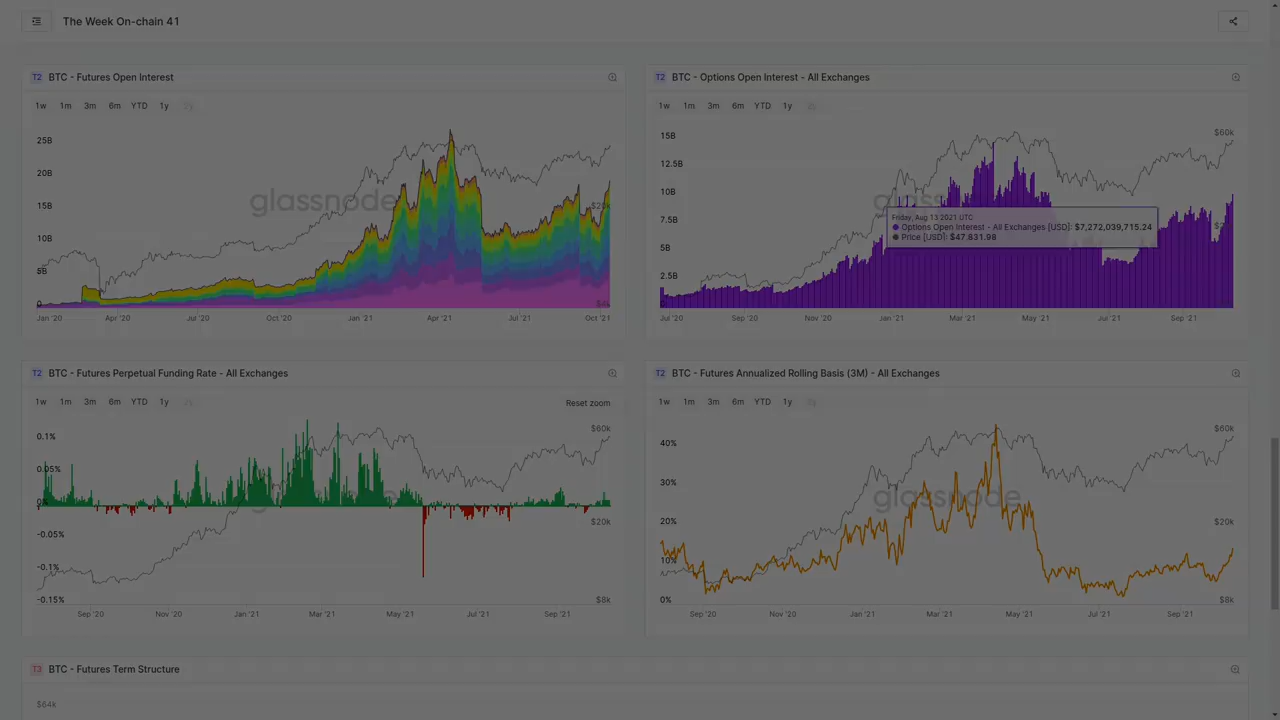 The Week On-chain 41
T2 BTC - Futures Open Interest
1w 1m 3m 6m YTD 1y
25B
20B
15B
10B
5B
0
glassnode
$20k
Jan '20 Apr '20 Jul '20 Oct '20 Jan '21 Apr '21 Jul '21 Oct '21
T2 BTC - Options Open Interest - All Exchanges
1w 1m 3m 6m YTD 1y
15B
12.5B
10B
7.5B
5B
2.5B
0
$60k
Friday, Aug 13 2021 UTC
Options Open Interest - All Exchanges [USD]: $7,272,039,715.24
Price [USD]: $47.831.98
Jul '20 Sep '20 Nov '20 Jan '21 Mar '21 May '21 Jul '21 Sep '21
T2 BTC - Futures Perpetual Funding Rate - All Exchanges
1w 1m 3m 6m YTD 1y
Reset zoom
0.1%
0.05%
0%
-0.05%
-0.1%
-0.15%
$60k
$20k
$8k
Sep '20 Nov '20 Jan '21 Mar '21 May '21 Jul '21 Sep '21
T2 BTC - Futures Annualized Rolling Basis (3M) - All Exchanges
1w 1m 3m 6m YTD 1y
40%
30%
20%
10%
0%
glassnode
$60k
$20k
$8k
Sep '20 Nov '20 Jan '21 Mar '21 May '21 Jul '21 Sep '21
T3 BTC - Futures Term Structure
$64k